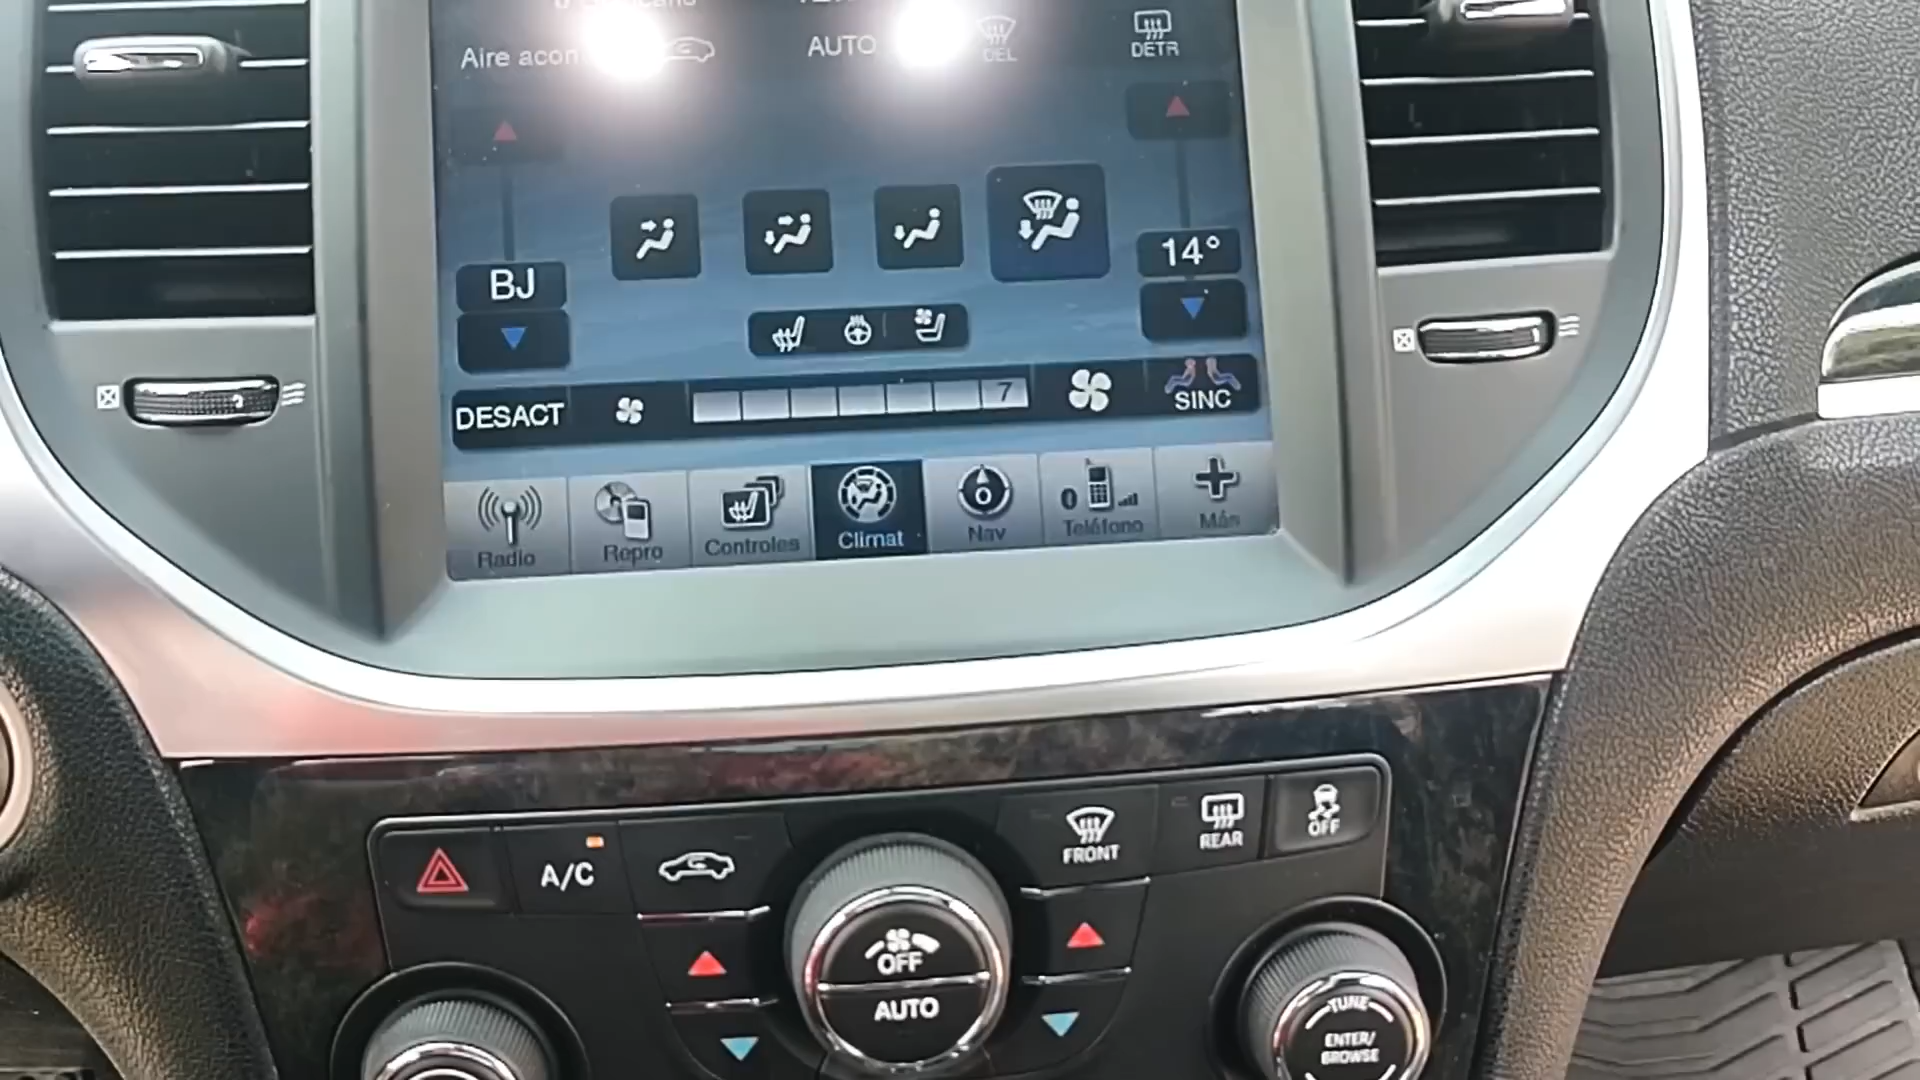 Aire
AUTO
DEL
DETR
BJ
14°
DESACT
7
SINC
Radio
Repro
Controles
Climat
O
Nav
0
Teléfono
Más
A/C
FRONT
REAR
OFF
OFF
AUTO
TUNE
ENTER/
BROWSE